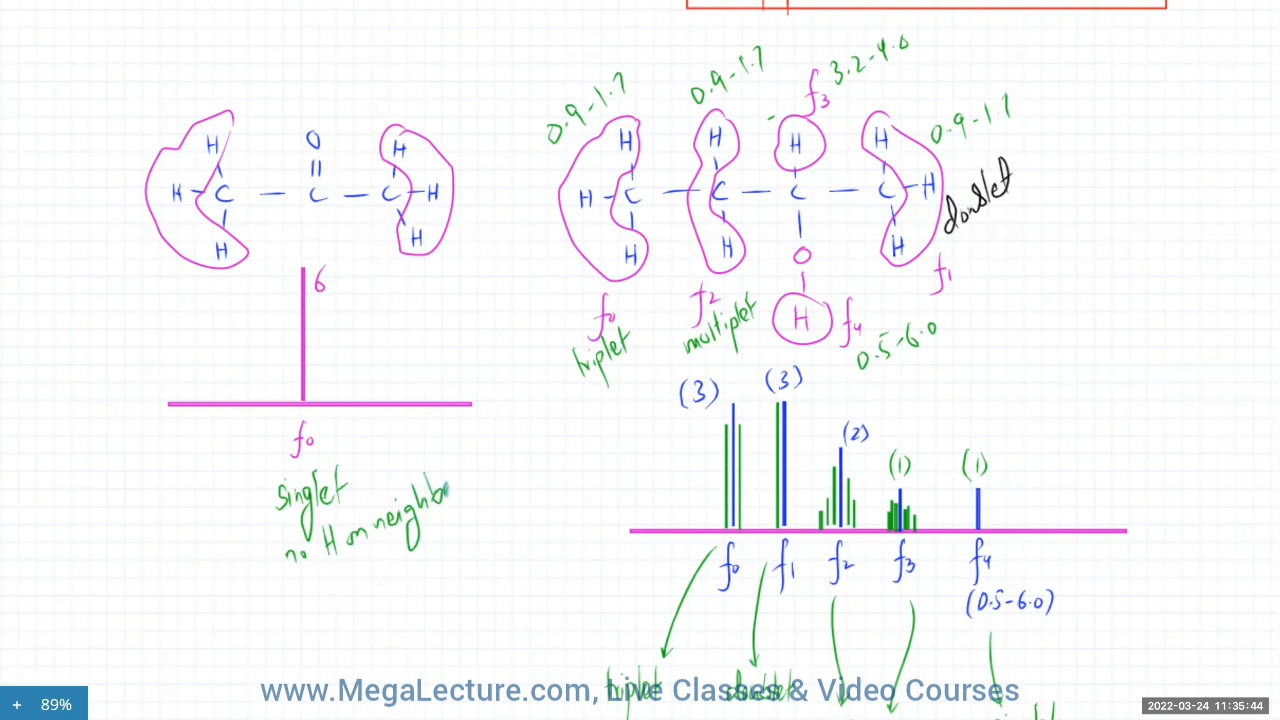 0.9-1.7
0.9-1.7
f3 3.2-4.0
0.9-1.7
H O H H H H H
||
H - C — C — C - H H - C — C — C — C - H
H H H H O H
doublet
f0 f2 f1
triplet multiplet
H f4
0.5-6.0
6
(3) (3) (2) (1) (1)
f0
singlet
no H on neighbo
f0 f1 f2 f3 f4
(0.5-6.0)
triplet doublet
www.MegaLecture.com, Live Classes & Video Courses
+ 89%
2022-03-24 11:35:44